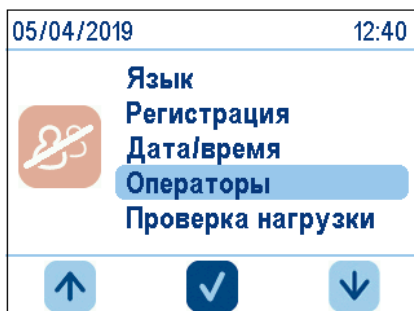 05/04/2019 12:40
Язык
Регистрация
Дата/время
Операторы
Проверка нагрузки